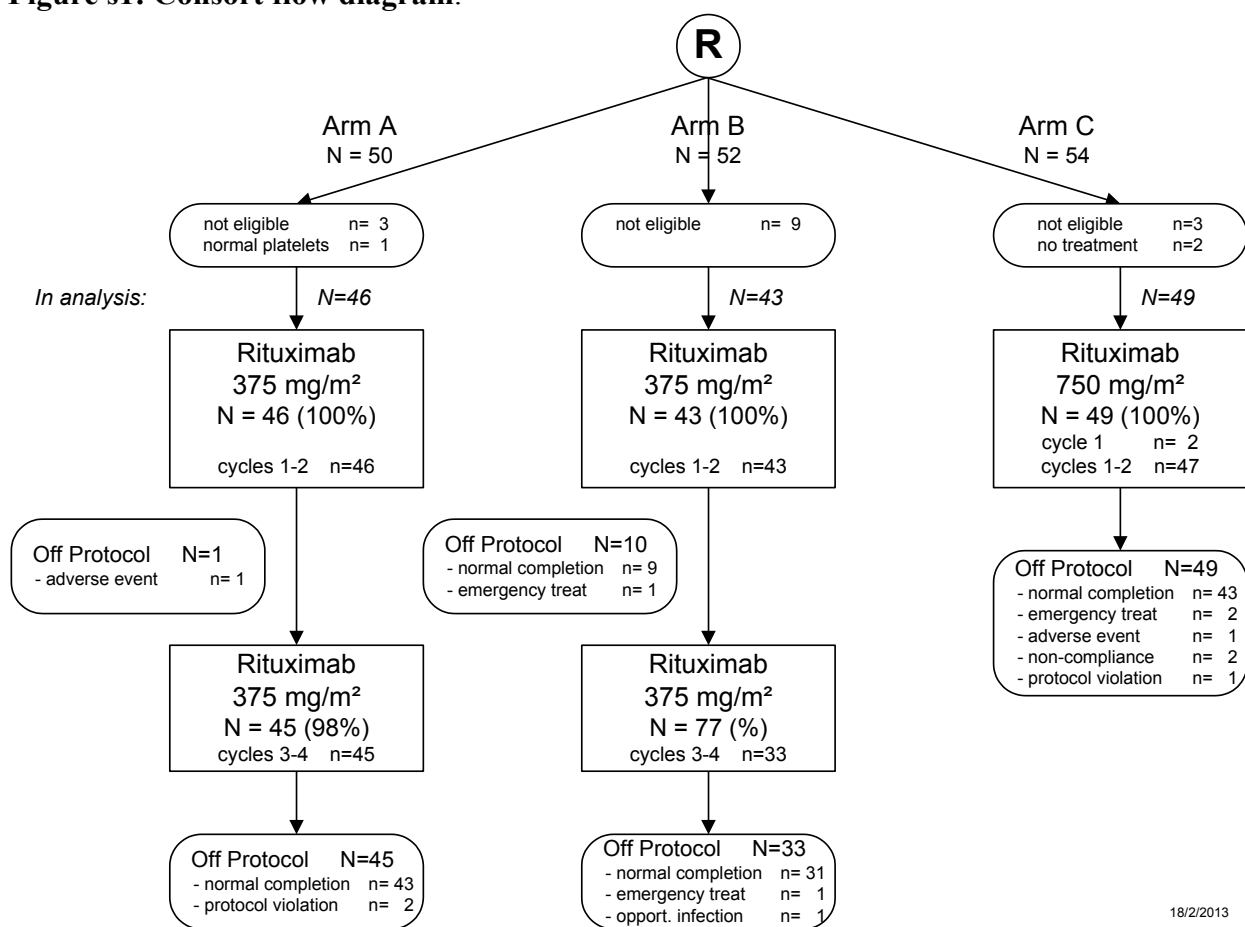 Figure s1: Consort flow diagram.
R
Arm A
N = 50
Arm B
N = 52
Arm C
N = 54
not eligible n= 3
normal platelets n= 1
not eligible n= 9
not eligible n=3
no treatment n=2
In analysis:
N=46
N=43
N=49
Rituximab
375 mg/m²
N = 46 (100%)
cycles 1-2 n=46
Rituximab
375 mg/m²
N = 43 (100%)
cycles 1-2 n=43
Rituximab
750 mg/m²
N = 49 (100%)
cycle 1 n= 2
cycles 1-2 n=47
Off Protocol N=1
- adverse event n= 1
Off Protocol N=10
- normal completion n= 9
- emergency treat n= 1
Off Protocol N=49
- normal completion n= 43
- emergency treat n= 2
- adverse event n= 1
- non-compliance n= 2
- protocol violation n= 1
Rituximab
375 mg/m²
N = 45 (98%)
cycles 3-4 n=45
Rituximab
375 mg/m²
N = 77 (%)
cycles 3-4 n=33
Off Protocol N=45
- normal completion n= 43
- protocol violation n= 2
Off Protocol N=33
- normal completion n= 31
- emergency treat n= 1
- opport. infection n= 1
18/2/2013